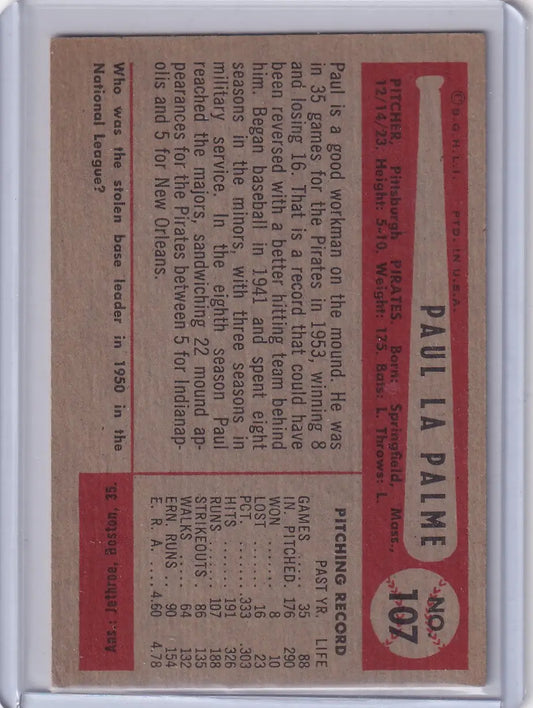 © B.G.H.L.I. PTD. IN U.S.A.
PAUL LA PALME
NO.
107
PITCHER, Pittsburgh PIRATES. Born: Springfield, Mass.,
12/14/23. Height: 5-10. Weight: 175. Bats: L. Throws: L.
Paul is a good workman on the mound. He was
in 35 games for the Pirates in 1953, winning 8
and losing 16. That is a record that could have
been reversed with a better hitting team behind
him. Began baseball in 1941 and spent eight
seasons in the minors, with three seasons in
military service. In the eighth season Paul
reached the majors, sandwiching 22 mound ap-
pearances for the Pirates between 5 for Indianap-
olis and 5 for New Orleans.
PITCHING RECORD
PAST YR. LIFE
GAMES ...... 35 88
IN. PITCHED. 176 290
WON ........ 8 10
LOST ....... 16 23
PCT. ....... .333 .303
HITS ....... 191 326
RUNS ....... 107 188
STRIKEOUTS . 86 135
WALKS ...... 64 132
ERN. RUNS .. 90 154
E. R. A. .... 4.60 4.78
Who was the stolen base leader in 1950 in the
National League?
Ans: Jethroe, Boston,
35.